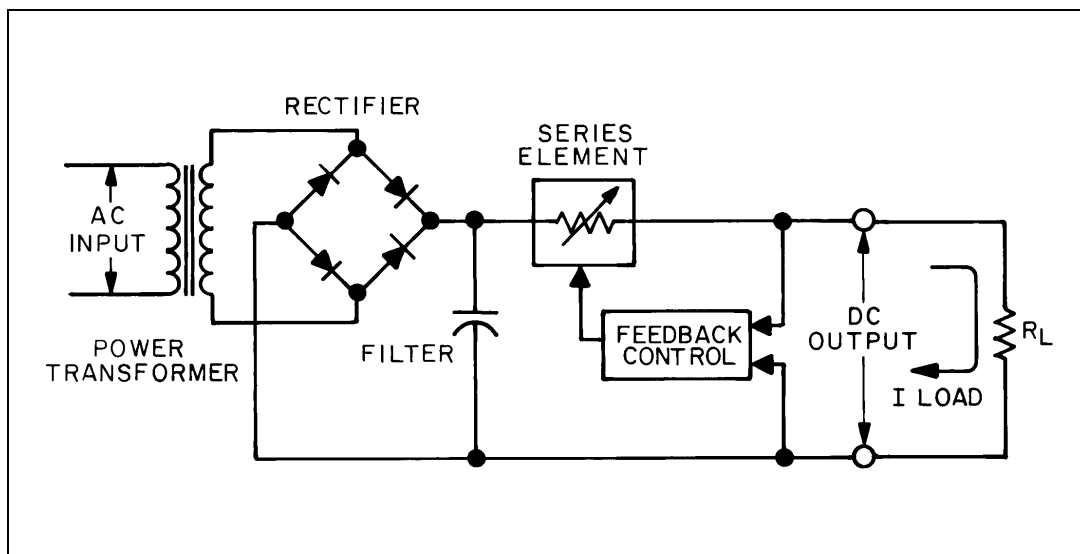 RECTIFIER
SERIES
ELEMENT
AC
INPUT
POWER
TRANSFORMER
FILTER
FEEDBACK
CONTROL
DC
OUTPUT
RL
I LOAD